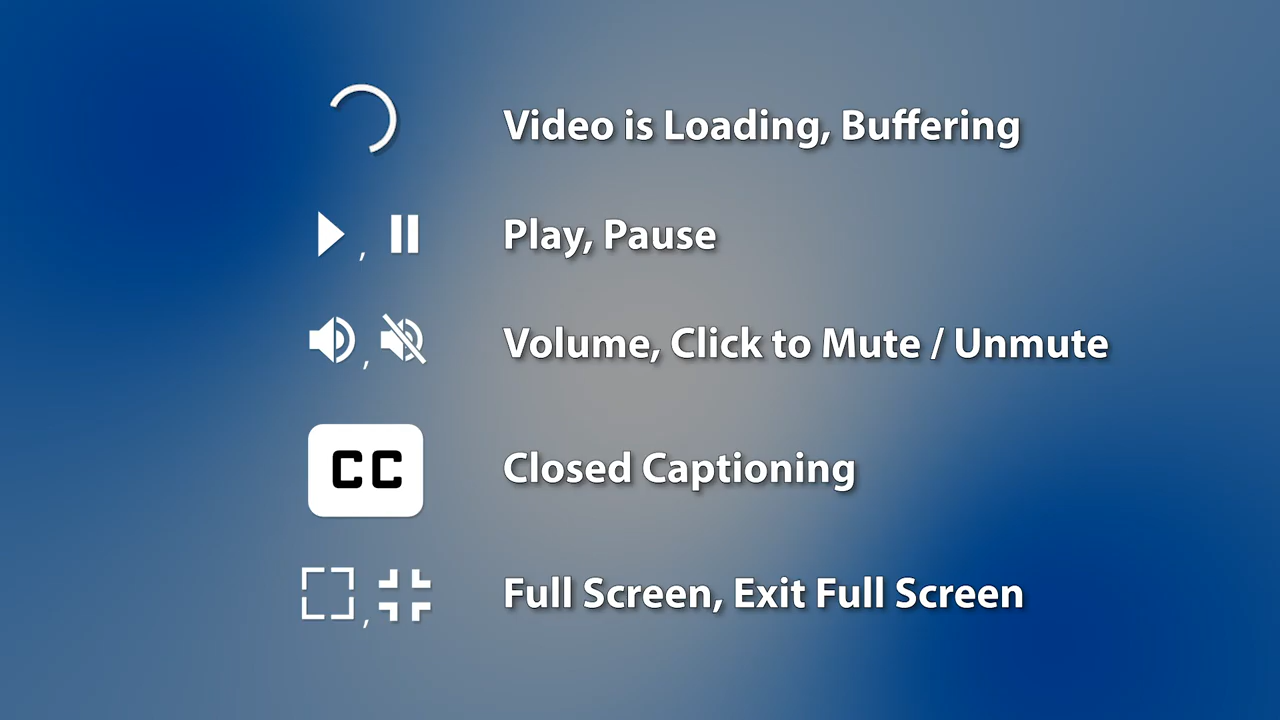 Video is Loading, Buffering
, Play, Pause
, Volume, Click to Mute / Unmute
CC Closed Captioning
, Full Screen, Exit Full Screen